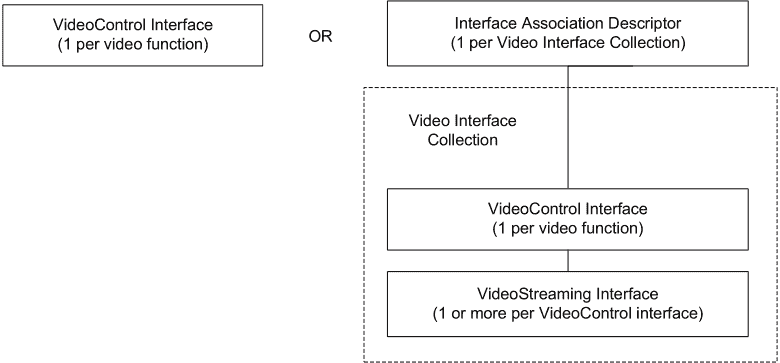 VideoControl Interface
(1 per video function)
OR
Interface Association Descriptor
(1 per Video Interface Collection)
Video Interface
Collection
VideoControl Interface
(1 per video function)
VideoStreaming Interface
(1 or more per VideoControl interface)